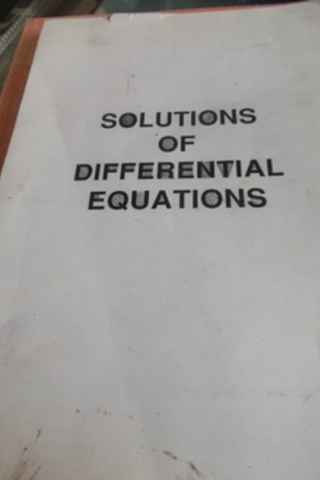 SOLUTIONS
OF
DIFFERENTIAL
EQUATIONS